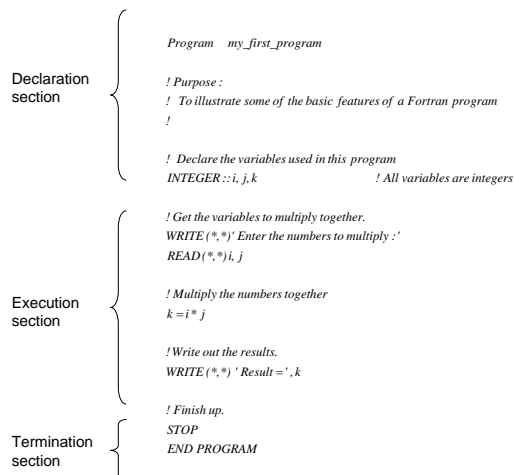 Program my_first_program
Declaration
section
! Purpose :
! To illustrate some of the basic features of a Fortran program
!
! Declare the variables used in this program
INTEGER :: i, j, k ! All variables are integers
! Get the variables to multiply together.
WRITE (*,*)' Enter the numbers to multiply :'
READ (*,*) i, j
Execution
section
! Multiply the numbers together
k = i * j
!Write out the results.
WRITE (*,*) ' Result = ' , k
! Finish up.
STOP
Termination
section
END PROGRAM